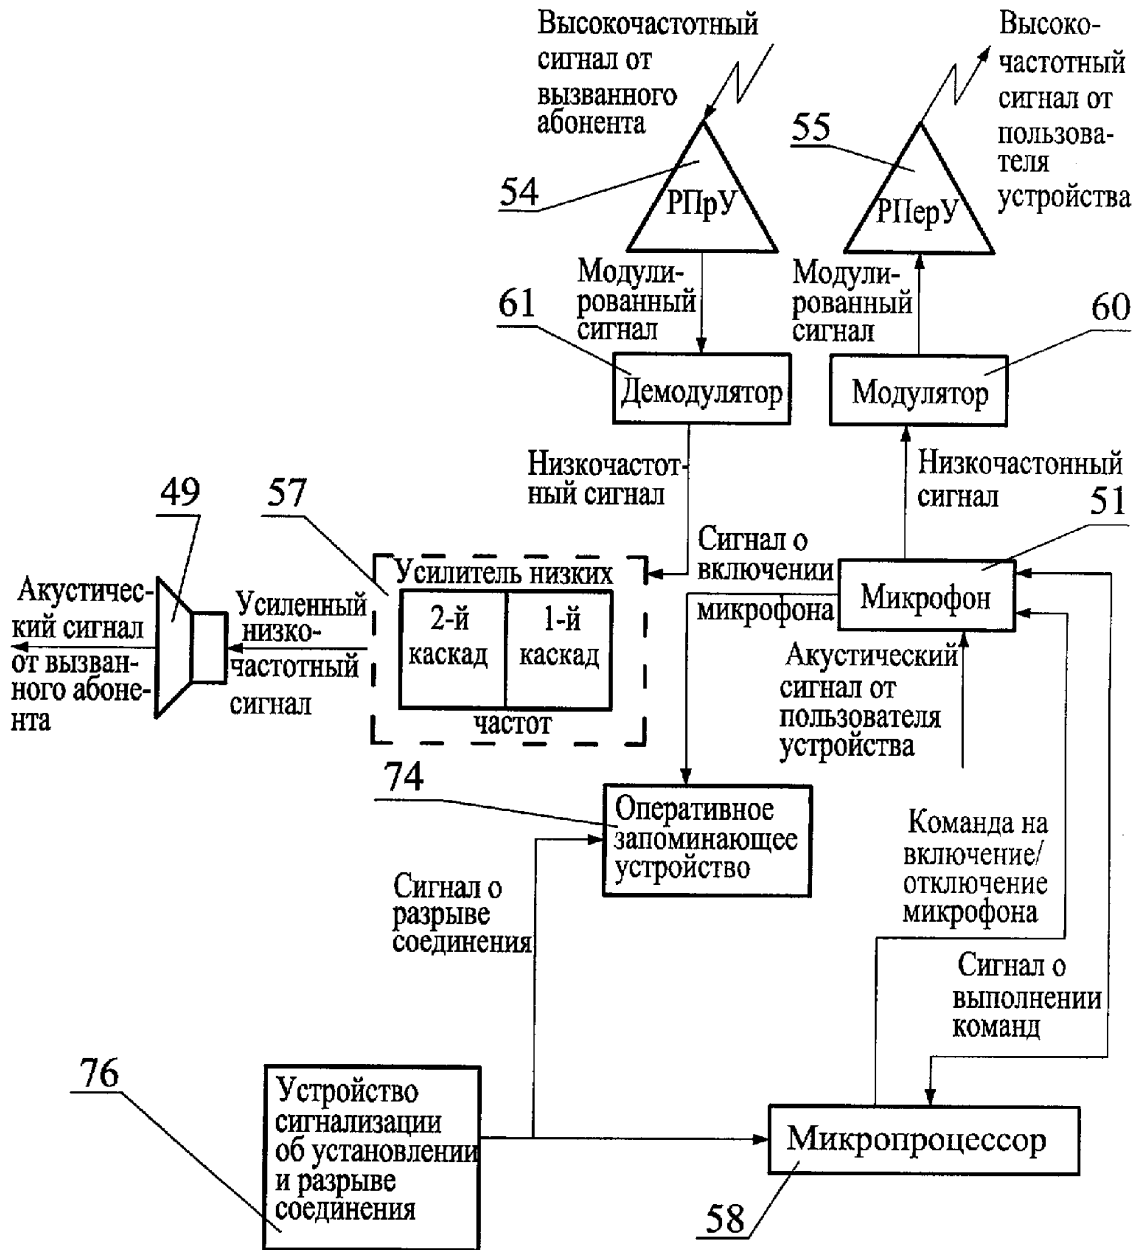 Высокочастотный
сигнал от
вызванного
абонента
Высоко-
частотный
сигнал от
пользова-
теля
устройства
54
РПрУ
55
РПерУ
Модули-
рованный
сигнал
Модули-
рованный
сигнал
61
Демодулятор
60
Модулятор
Низкочастот-
ный сигнал
Низкочастонный
сигнал
49
57
51
Акустичес-
кий сигнал
от вызван-
ного абоне-
нта
Усиленный
низко-
частотный
сигнал
Усилитель низких
2-й
каскад
1-й
каскад
частот
Сигнал о
включении
микрофона
Микрофон
Акустический
сигнал от
пользователя
устройства
74
Оперативное
запоминающее
устройство
Команда на
включение/
отключение
микрофона
Сигнал о
разрыве
соединения
Сигнал о
выполнении
команд
76
Устройство
сигнализации
об установлении
и разрыве
соединения
Микропроцессор
58